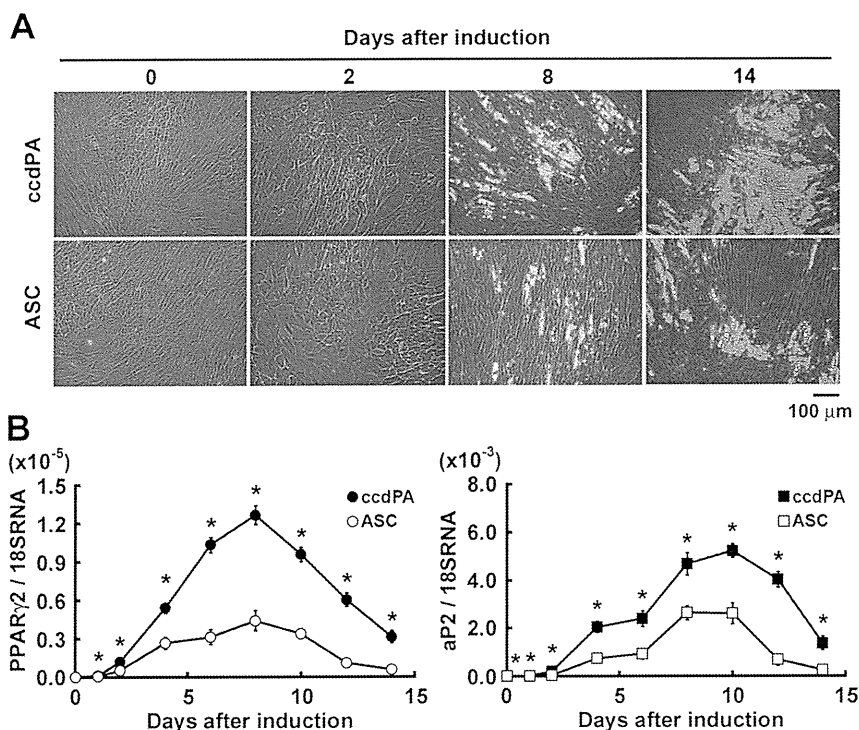 A
Days after induction
0 2 8 14
ccdPA
ASC
100 µm
B
(x10⁻⁵)
PPARγ2 / 18SRNA
1.5
1.2
0.9
0.6
0.3
0.0
ccdPA
ASC
* * * * * * * * *
0 5 10 15
Days after induction
(x10⁻³)
aP2 / 18SRNA
8.0
6.0
4.0
2.0
0.0
ccdPA
ASC
* * * * * * * * * *
0 5 10 15
Days after induction